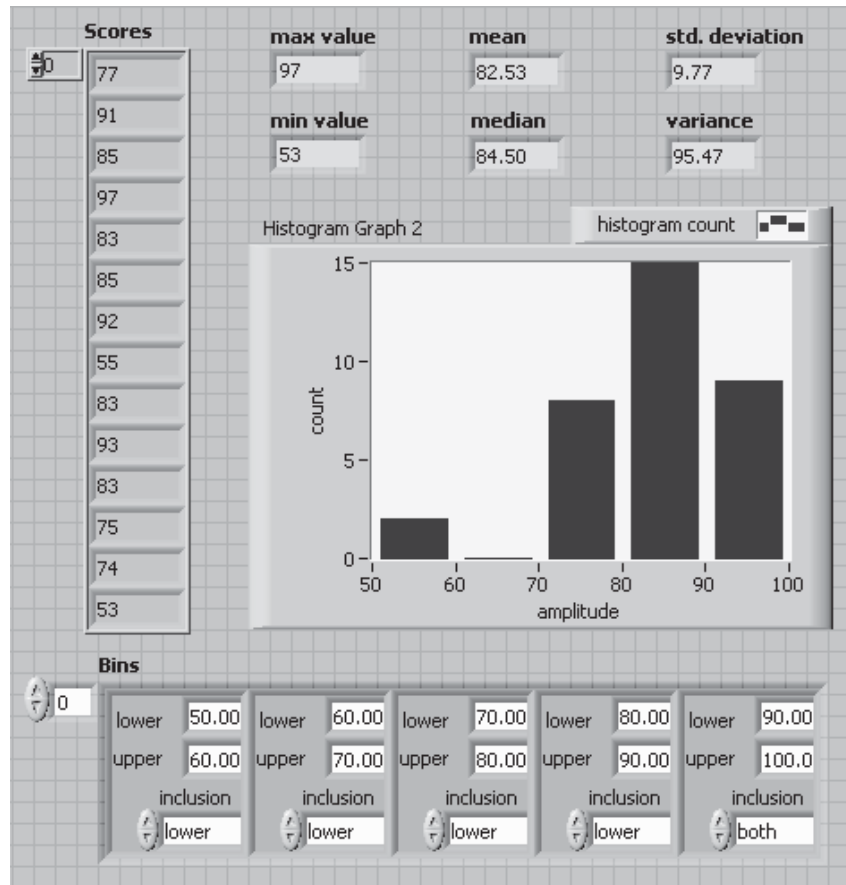 Scores
0
77
91
85
97
83
85
92
55
83
93
83
75
74
53
max value
97
mean
82.53
std. deviation
9.77
min value
53
median
84.50
variance
95.47
Histogram Graph 2
histogram count
15
10
5
0
count
50 60 70 80 90 100
amplitude
Bins
0
lower 50.00
upper 60.00
inclusion
lower
lower 60.00
upper 70.00
inclusion
lower
lower 70.00
upper 80.00
inclusion
lower
lower 80.00
upper 90.00
inclusion
lower
lower 90.00
upper 100.0
inclusion
both